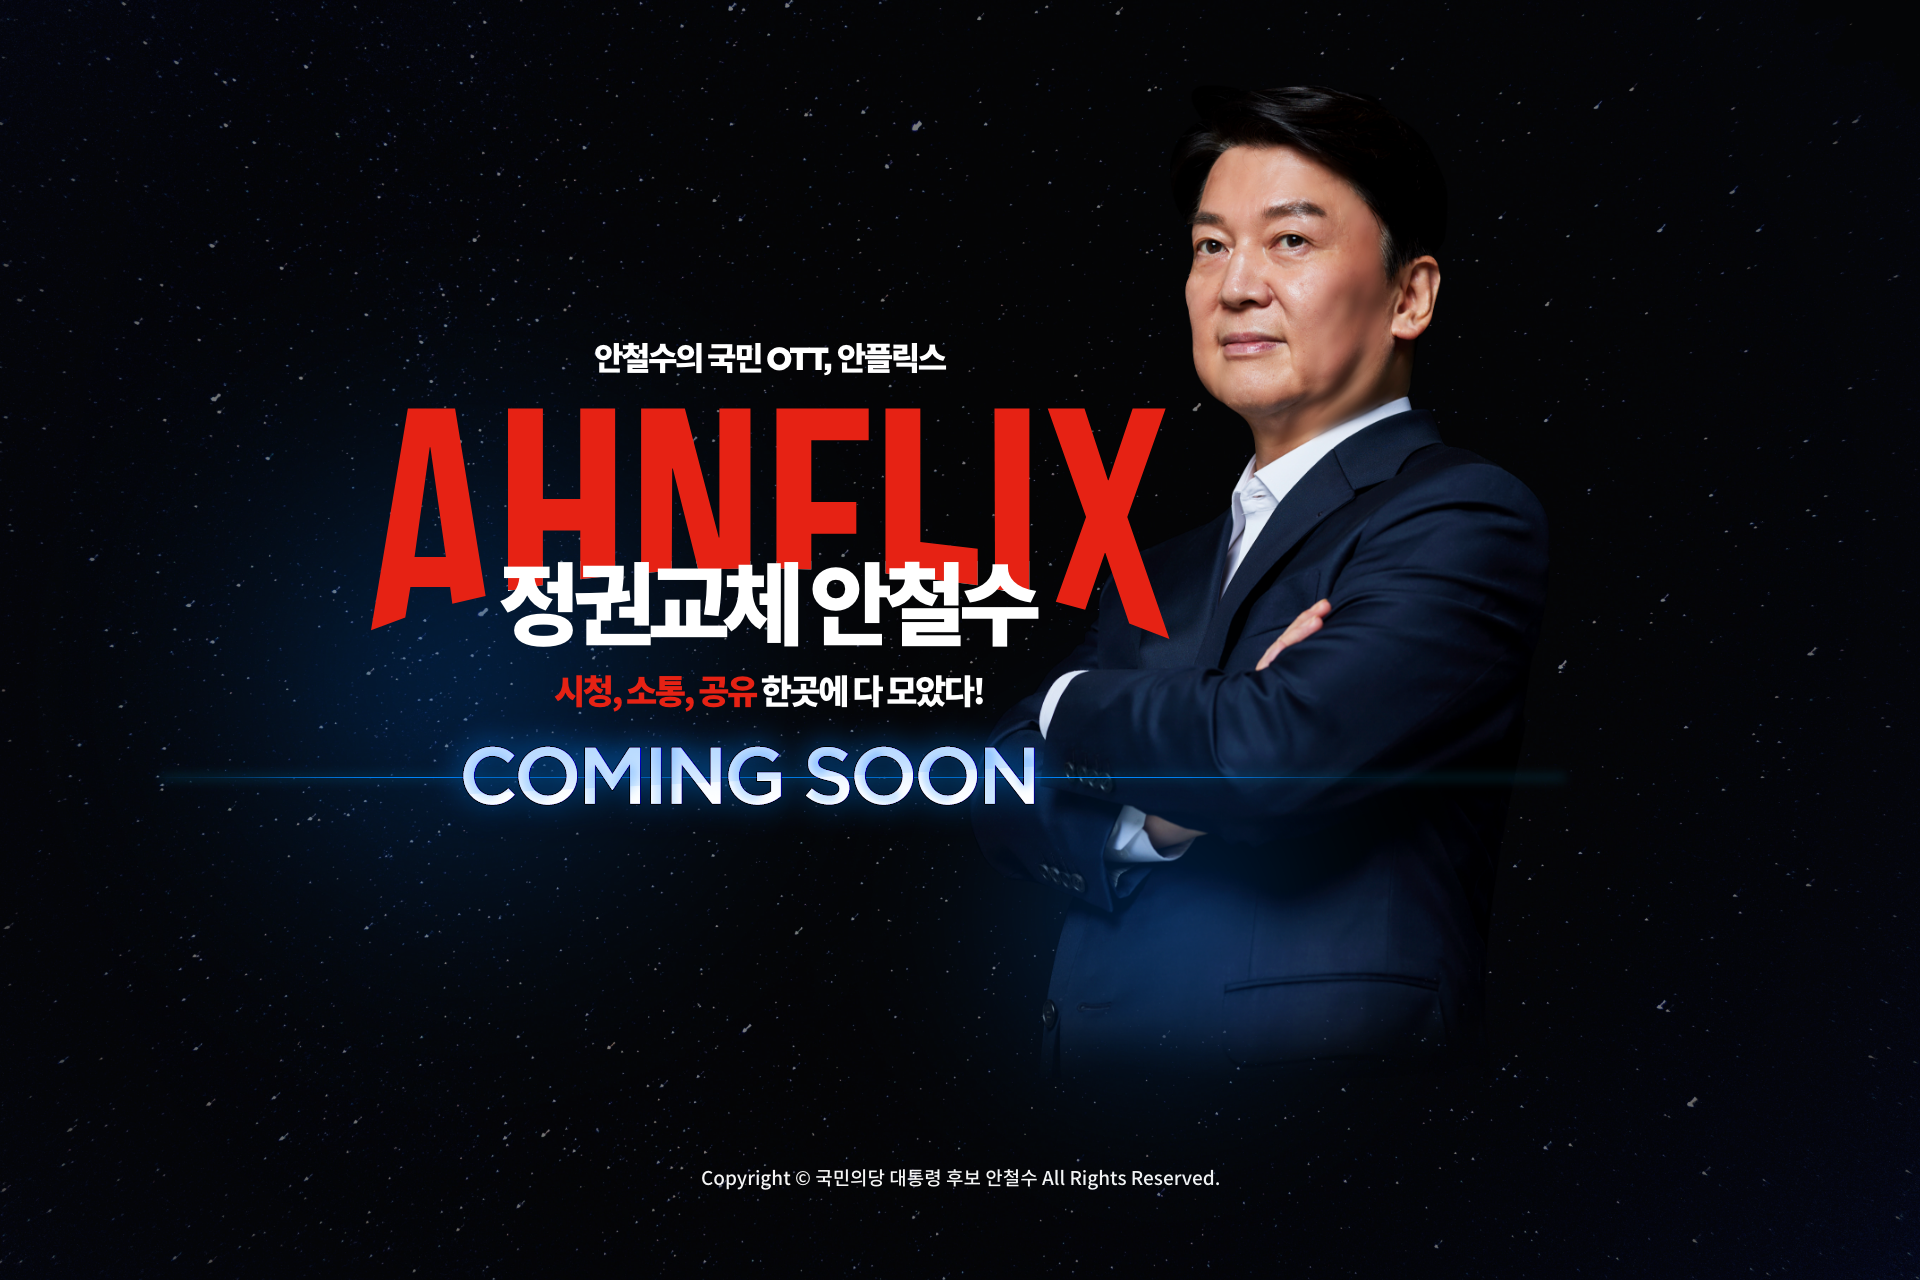 안철수의 국민 OTT, 안플릭스
AHNFLIX
정권교체 안철수
시청, 소통, 공유 한곳에 다 모았다!
COMING SOON
Copyright © 국민의당 대통령 후보 안철수 All Rights Reserved.